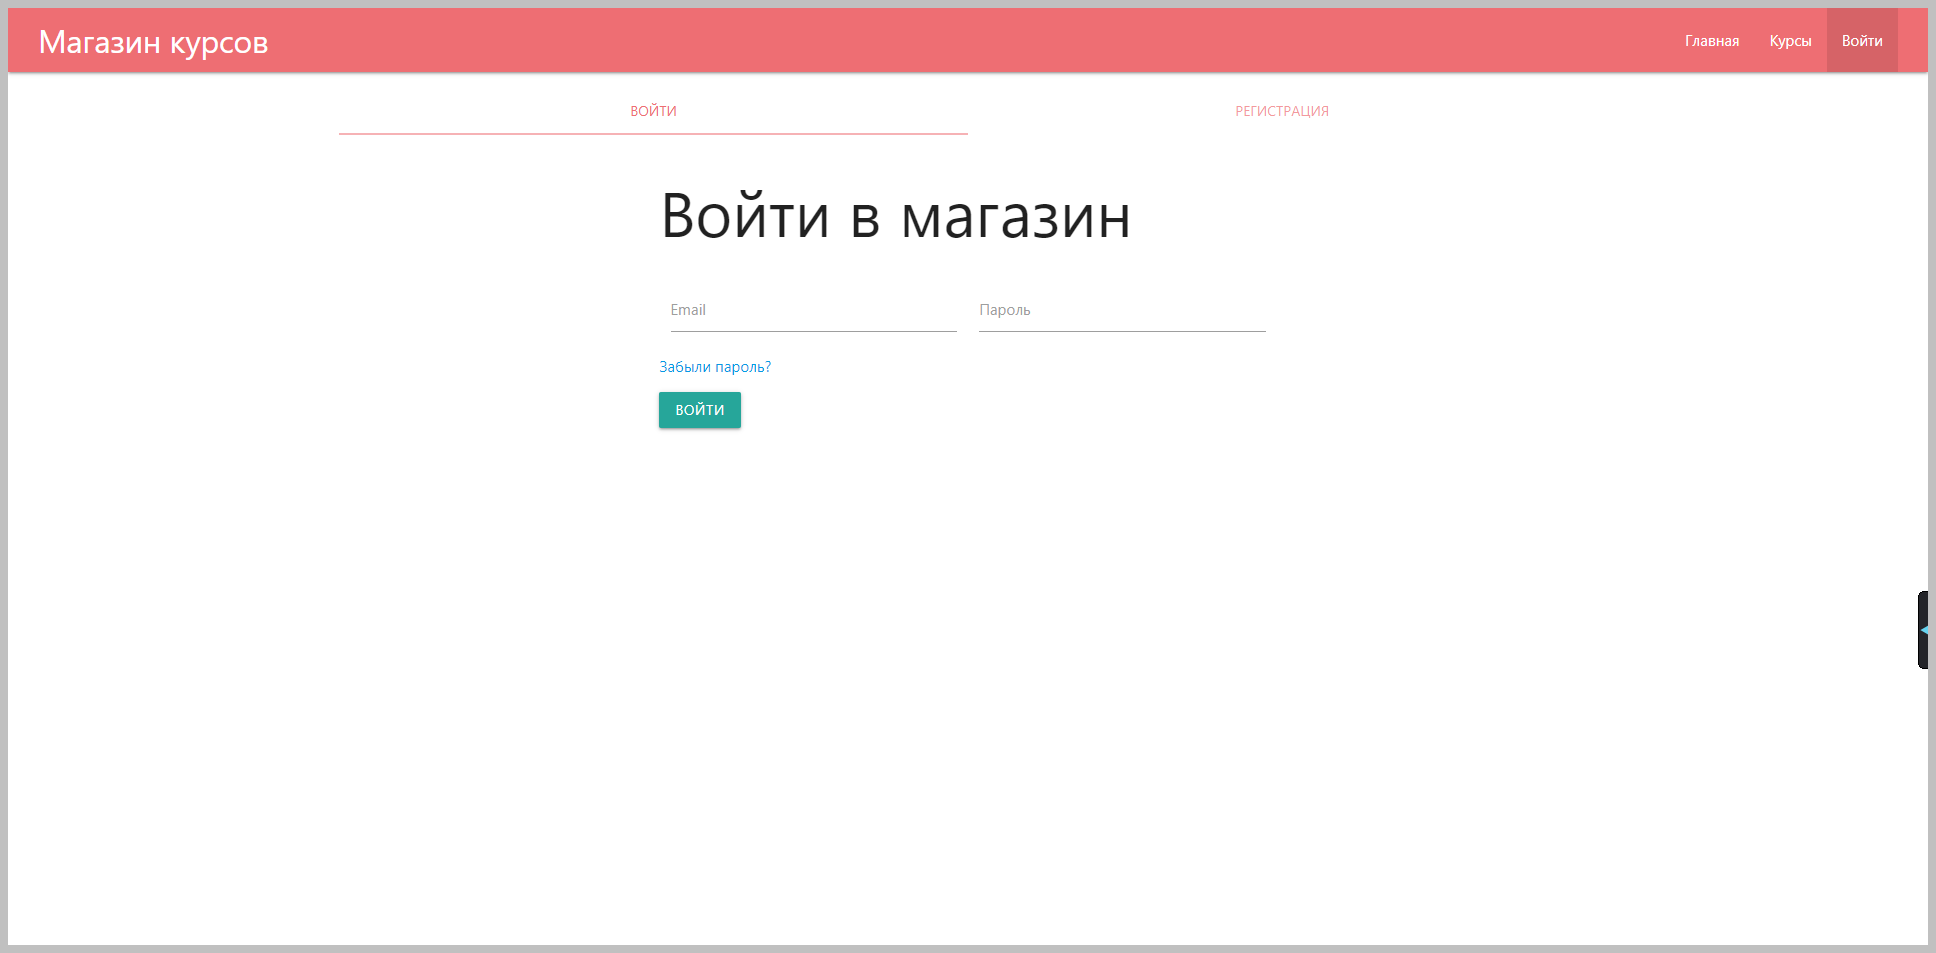 Магазин курсов
Главная Курсы Войти
ВОЙТИ РЕГИСТРАЦИЯ
Войти в магазин
Email Пароль
Забыли пароль?
ВОЙТИ